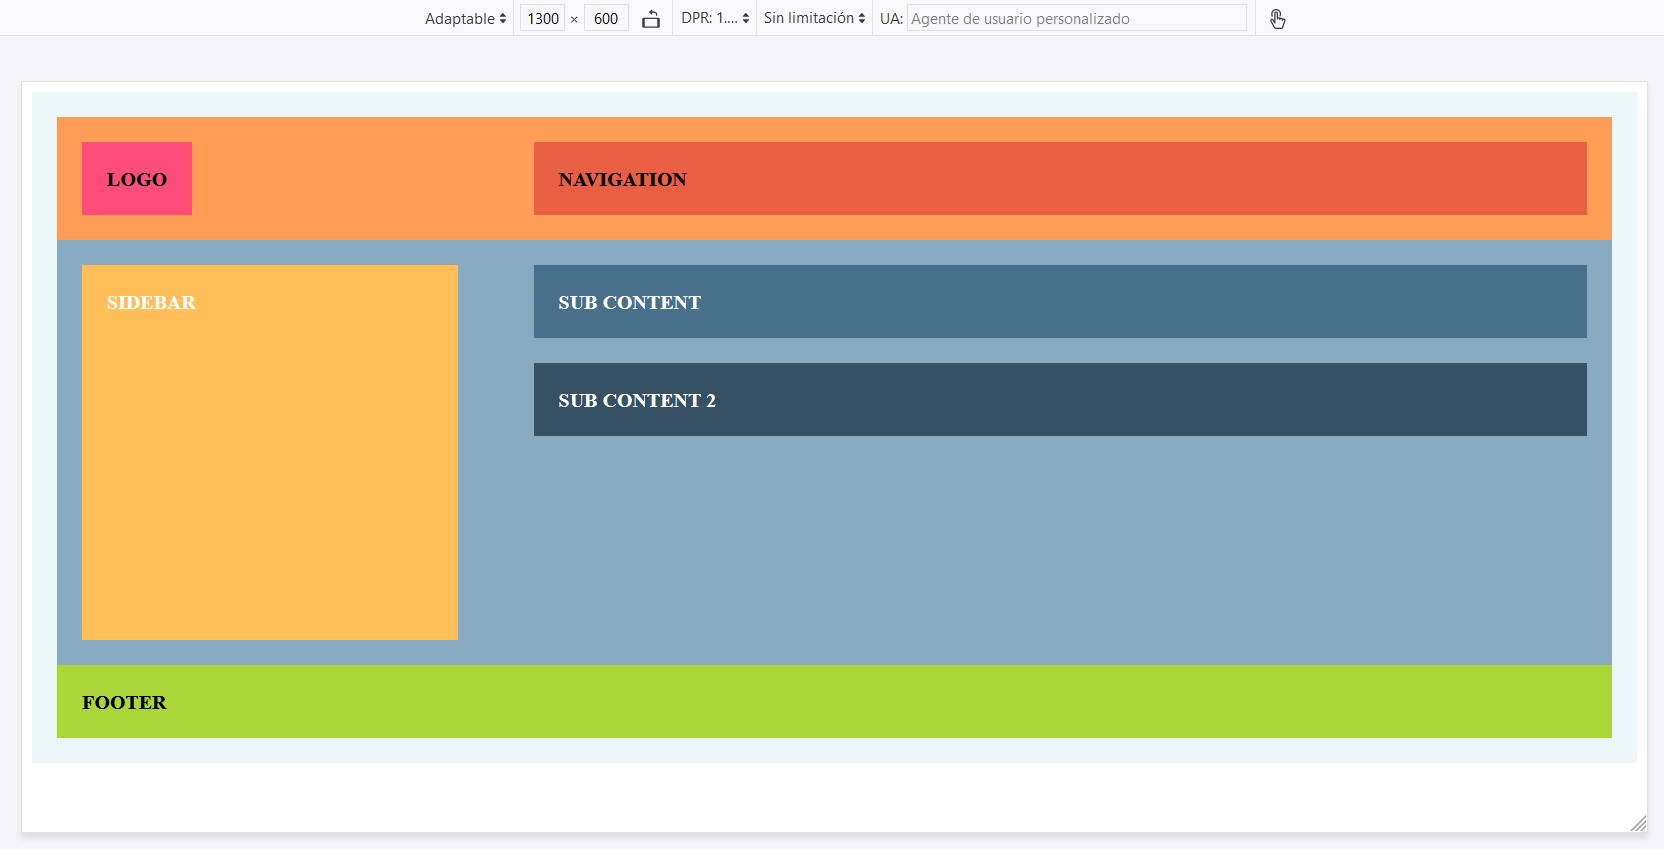 Adaptable 1300 × 600 DPR: 1.... Sin limitación UA: Agente de usuario personalizado
LOGO
NAVIGATION
SIDEBAR
SUB CONTENT
SUB CONTENT 2
FOOTER